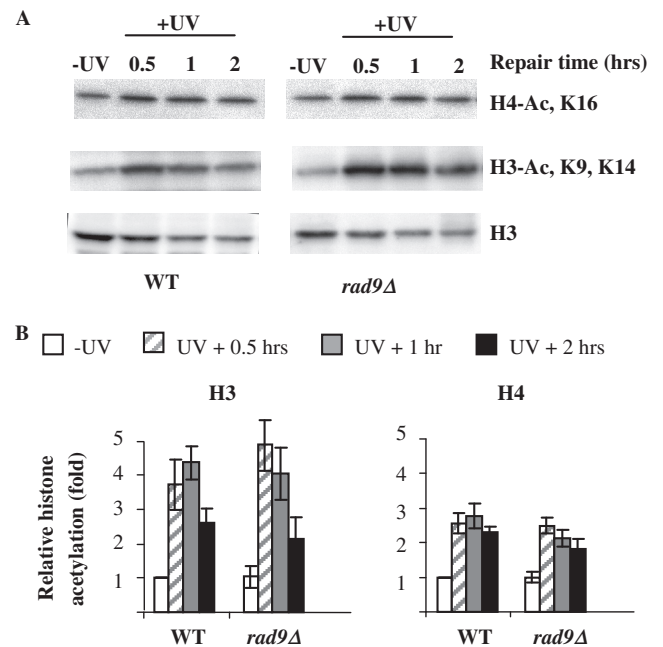 A
+UV +UV
-UV 0.5 1 2 -UV 0.5 1 2 Repair time (hrs)
H4-Ac, K16
H3-Ac, K9, K14
H3
WT rad9Δ
B
-UV UV + 0.5 hrs UV + 1 hr UV + 2 hrs
H3 H4
Relative histone
acetylation (fold)
5 5
4 4
3 3
2 2
1 1
WT rad9Δ WT rad9Δ